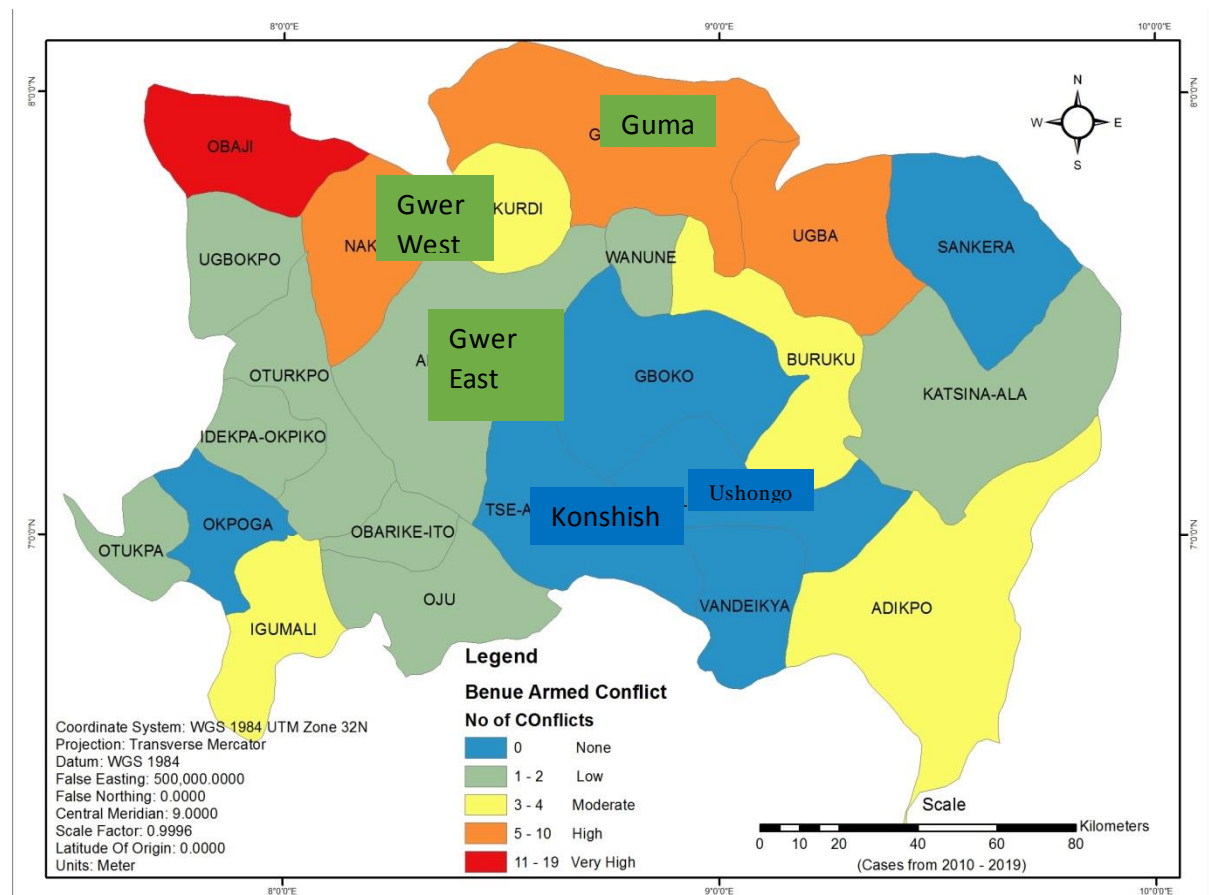 8°0'0"E 9°0'0"E 10°0'0"E
8°0'0"N 8°0'0"N
N
W E
S
Guma
G
OBAJI
Gwer
West
KURDI
NAK
UGBOKPO
WANUNE
UGBA
SANKERA
Gwer
East
A
OTURKPO
GBOKO
BURUKU
KATSINA-ALA
IDEKPA-OKPIKO
Ushongo
TSE-A
Konshish
OKPOGA
OBARIKE-ITO
OTUKPA
7°0'0"N 7°0'0"N
OJU
VANDEIKYA
ADIKPO
IGUMALI
Legend
Benue Armed Conflict
No of COnflicts
0 None
1 - 2 Low
3 - 4 Moderate
5 - 10 High
11 - 19 Very High
Coordinate System: WGS 1984 UTM Zone 32N
Projection: Transverse Mercator
Datum: WGS 1984
False Easting: 500,000.0000
False Northing: 0.0000
Central Meridian: 9.0000
Scale Factor: 0.9996
Latitude Of Origin: 0.0000
Units: Meter
Scale
Kilometers
0 5 10 20 40 60 80
(Cases from 2010 - 2019)
8°0'0"E 9°0'0"E 10°0'0"E